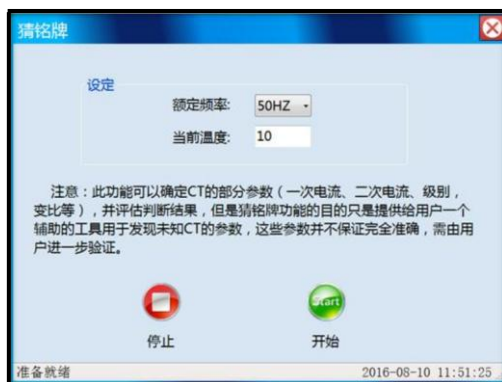 猜铭牌
设定
额定频率: 50HZ
当前温度: 10
注意：此功能可以确定CT的部分参数（一次电流、二次电流、级别，
变比等），并评估判断结果，但是猜铭牌功能的目的只是提供给用户一个
辅助的工具用于发现未知CT的参数，这些参数并不保证完全准确，需由用
户进一步验证。
Start
停止 开始
准备就绪 2016-08-10 11:51:25